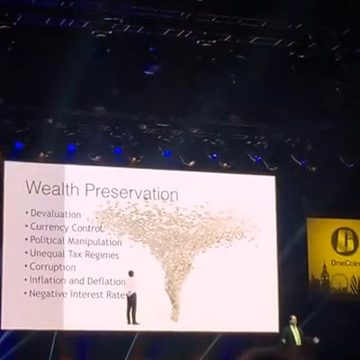 Wealth Preservation
• Devaluation
• Currency Control
• Political Manipulation
• Unequal Tax Regimes
• Corruption
• Inflation and Deflation
• Negative Interest Rates
OneCoin